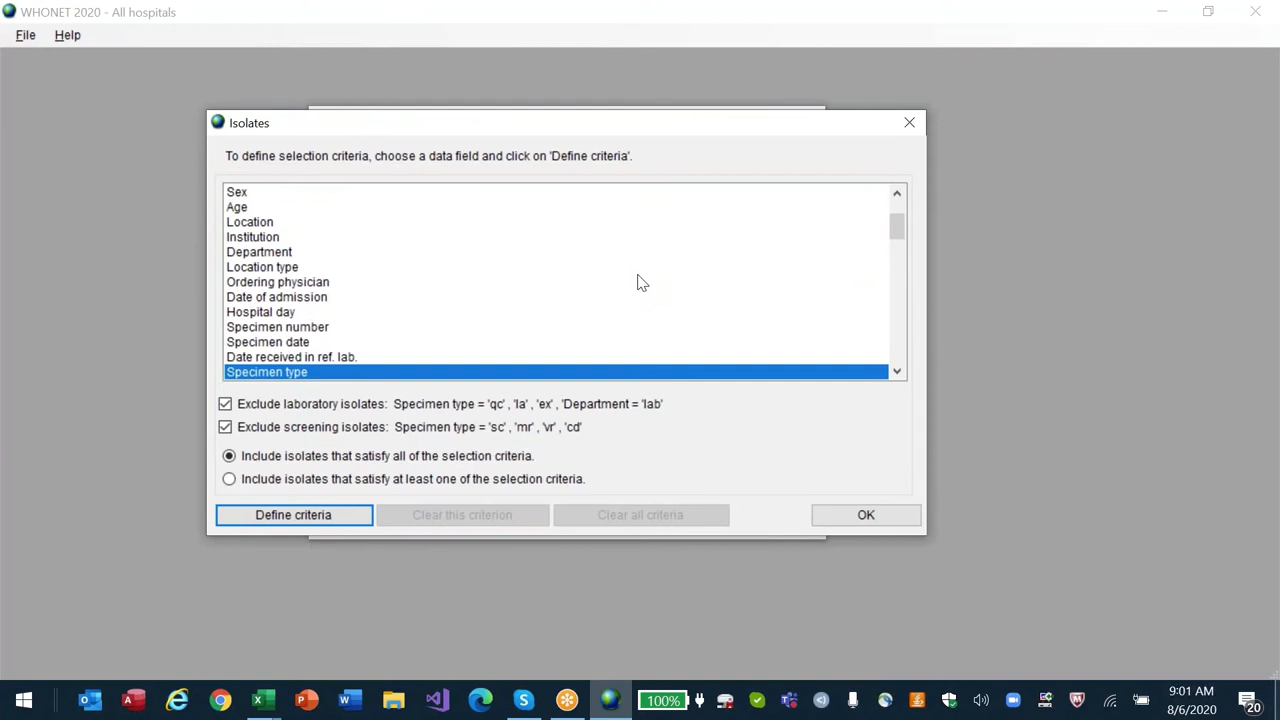 WHONET 2020 - All hospitals
File Help
Isolates
To define selection criteria, choose a data field and click on 'Define criteria'.
Sex
Age
Location
Institution
Department
Location type
Ordering physician
Date of admission
Hospital day
Specimen number
Specimen date
Date received in ref. lab.
Specimen type
Exclude laboratory isolates: Specimen type = 'qc' , 'la' , 'ex' , 'Department = 'lab'
Exclude screening isolates: Specimen type = 'sc' , 'mr' , 'vr' , 'cd'
Include isolates that satisfy all of the selection criteria.
Include isolates that satisfy at least one of the selection criteria.
Define criteria Clear this criterion Clear all criteria OK
100%
9:01 AM
8/6/2020
20